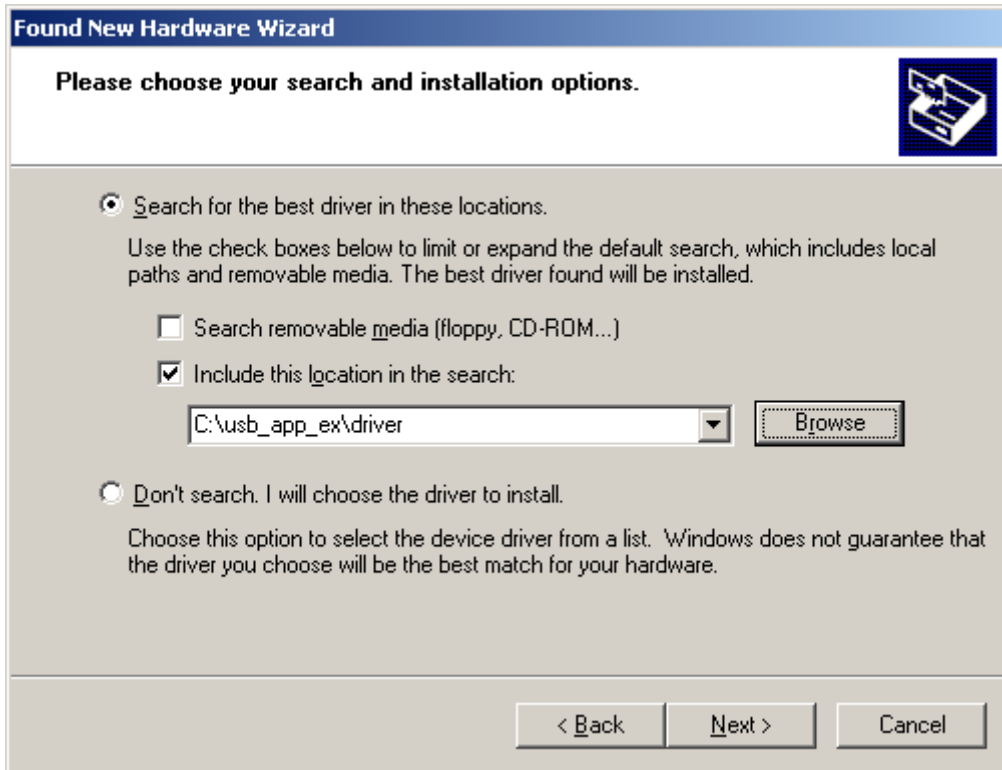 Found New Hardware Wizard
Please choose your search and installation options.
Search for the best driver in these locations.
Use the check boxes below to limit or expand the default search, which includes local
paths and removable media. The best driver found will be installed.
Search removable media (floppy, CD-ROM...)
Include this location in the search:
C:\usb_app_ex\driver
Browse
Don't search. I will choose the driver to install.
Choose this option to select the device driver from a list. Windows does not guarantee that
the driver you choose will be the best match for your hardware.
< Back Next > Cancel